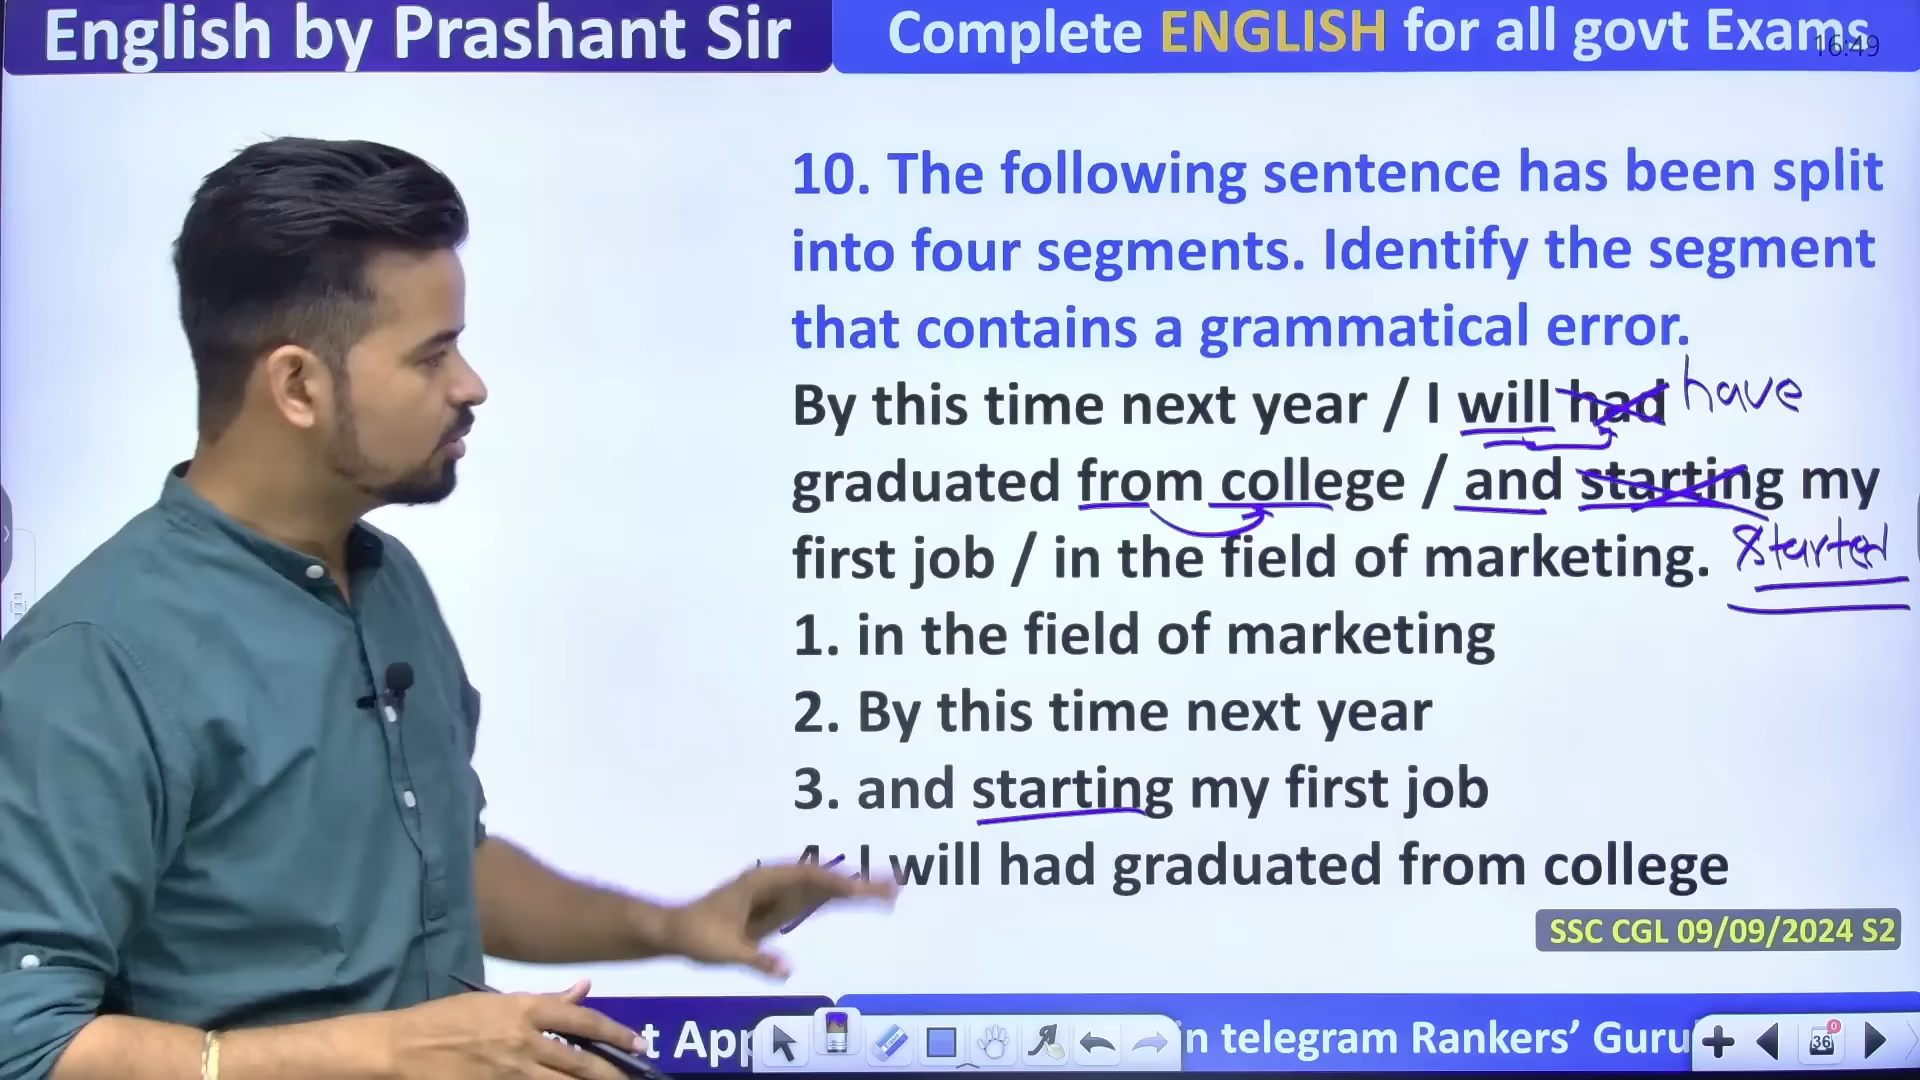 English by Prashant Sir
Complete ENGLISH for all govt Exams
16:49
10. The following sentence has been split
into four segments. Identify the segment
that contains a grammatical error.
By this time next year / I will had have
graduated from college / and starting my
first job / in the field of marketing. started
1. in the field of marketing
2. By this time next year
3. and starting my first job
4. I will had graduated from college
SSC CGL 09/09/2024 S2
t App
in telegram Rankers' Guru
36
0